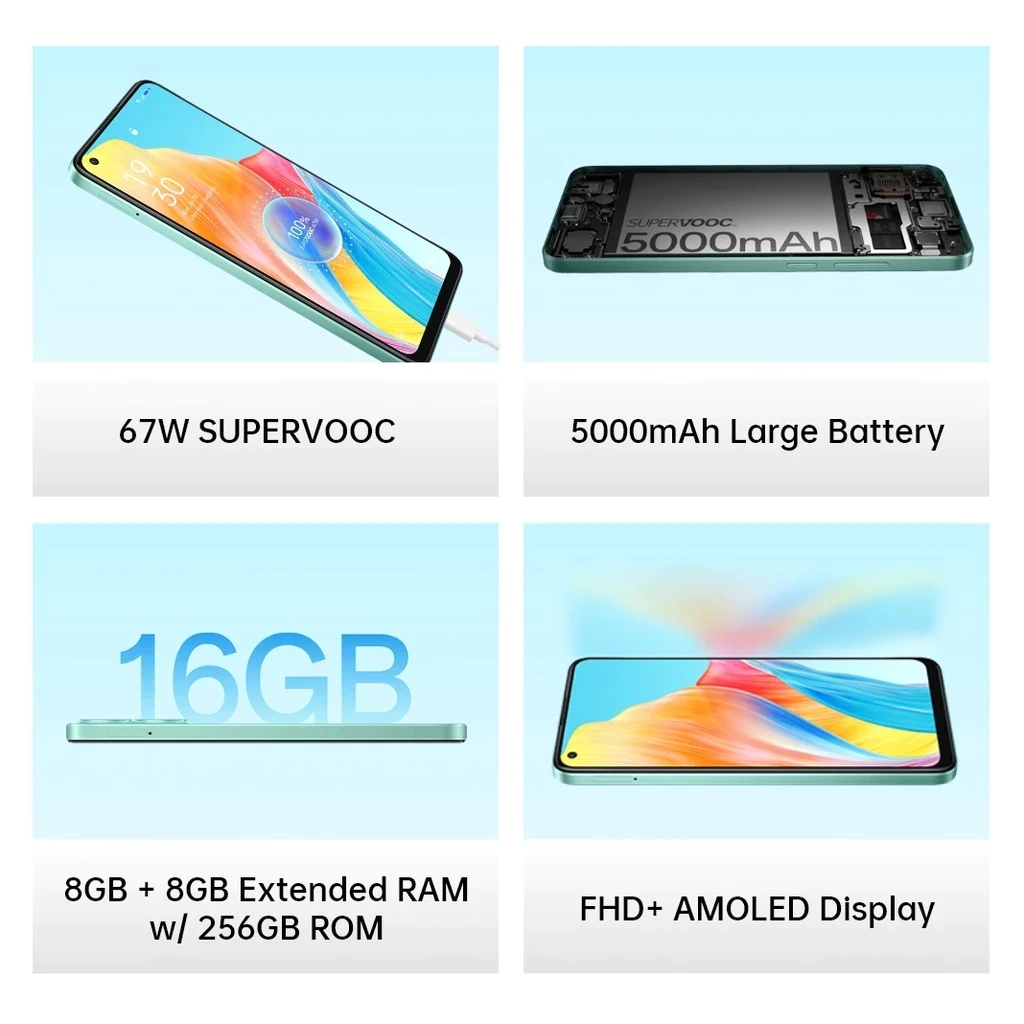 19
30
100%
67W SUPERVOOC
SUPERVOOC™
5000mAh
5000mAh Large Battery
16GB
8GB + 8GB Extended RAM
w/ 256GB ROM
FHD+ AMOLED Display